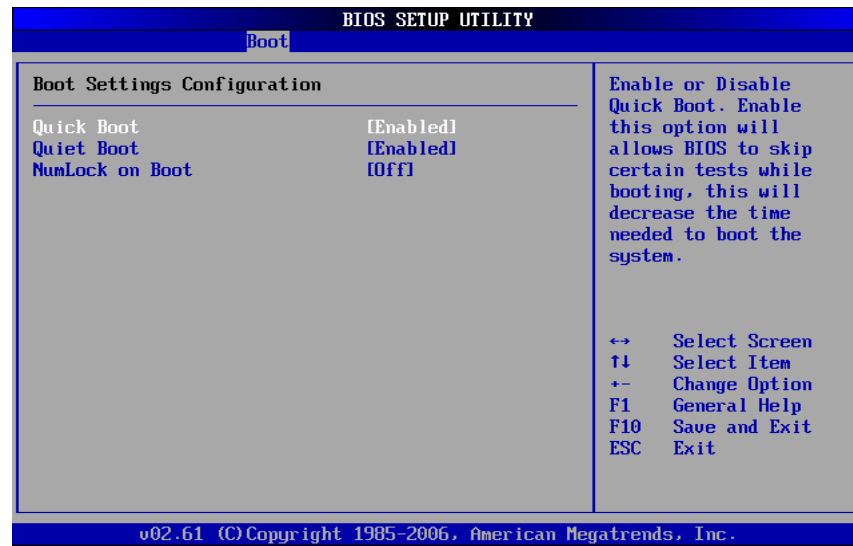 BIOS SETUP UTILITY
Boot
Boot Settings Configuration
Quick Boot [Enabled]
Quiet Boot [Enabled]
NumLock on Boot [Off]
Enable or Disable
Quick Boot. Enable
this option will
allows BIOS to skip
certain tests while
booting, this will
decrease the time
needed to boot the
system.
↔ Select Screen
↑↓ Select Item
+- Change Option
F1 General Help
F10 Save and Exit
ESC Exit
v02.61 (C)Copyright 1985-2006, American Megatrends, Inc.